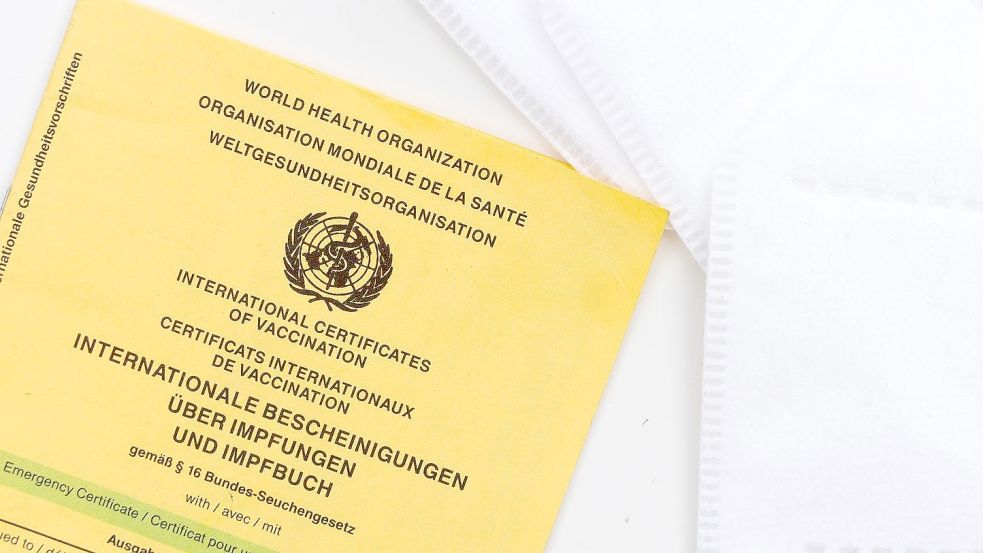 WORLD HEALTH ORGANIZATION
ORGANISATION MONDIALE DE LA SANTÉ
WELTGESUNDHEITSORGANISATION
INTERNATIONAL CERTIFICATES
OF VACCINATION
CERTIFICATS INTERNATIONAUX
DE VACCINATION
INTERNATIONALE BESCHEINIGUNGEN
ÜBER IMPFUNGEN
UND IMPFBUCH
gemäß § 16 Bundes-Seuchengesetz
with / avec / mit
Emergency Certificate / Certificat pour
to /
Gesundheitsvorschriften